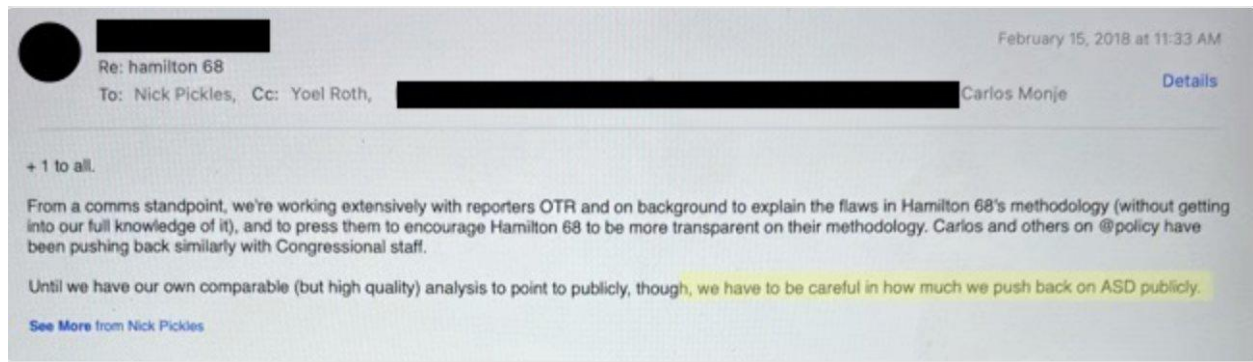 February 15, 2018 at 11:33 AM
Re: hamilton 68
To: Nick Pickles, Cc: Yoel Roth, Carlos Monje
Details
+ 1 to all.
From a comms standpoint, we're working extensively with reporters OTR and on background to explain the flaws in Hamilton 68's methodology (without getting
into our full knowledge of it), and to press them to encourage Hamilton 68 to be more transparent on their methodology. Carlos and others on @policy have
been pushing back similarly with Congressional staff.
Until we have our own comparable (but high quality) analysis to point to publicly, though, we have to be careful in how much we push back on ASD publicly.
See More from Nick Pickles